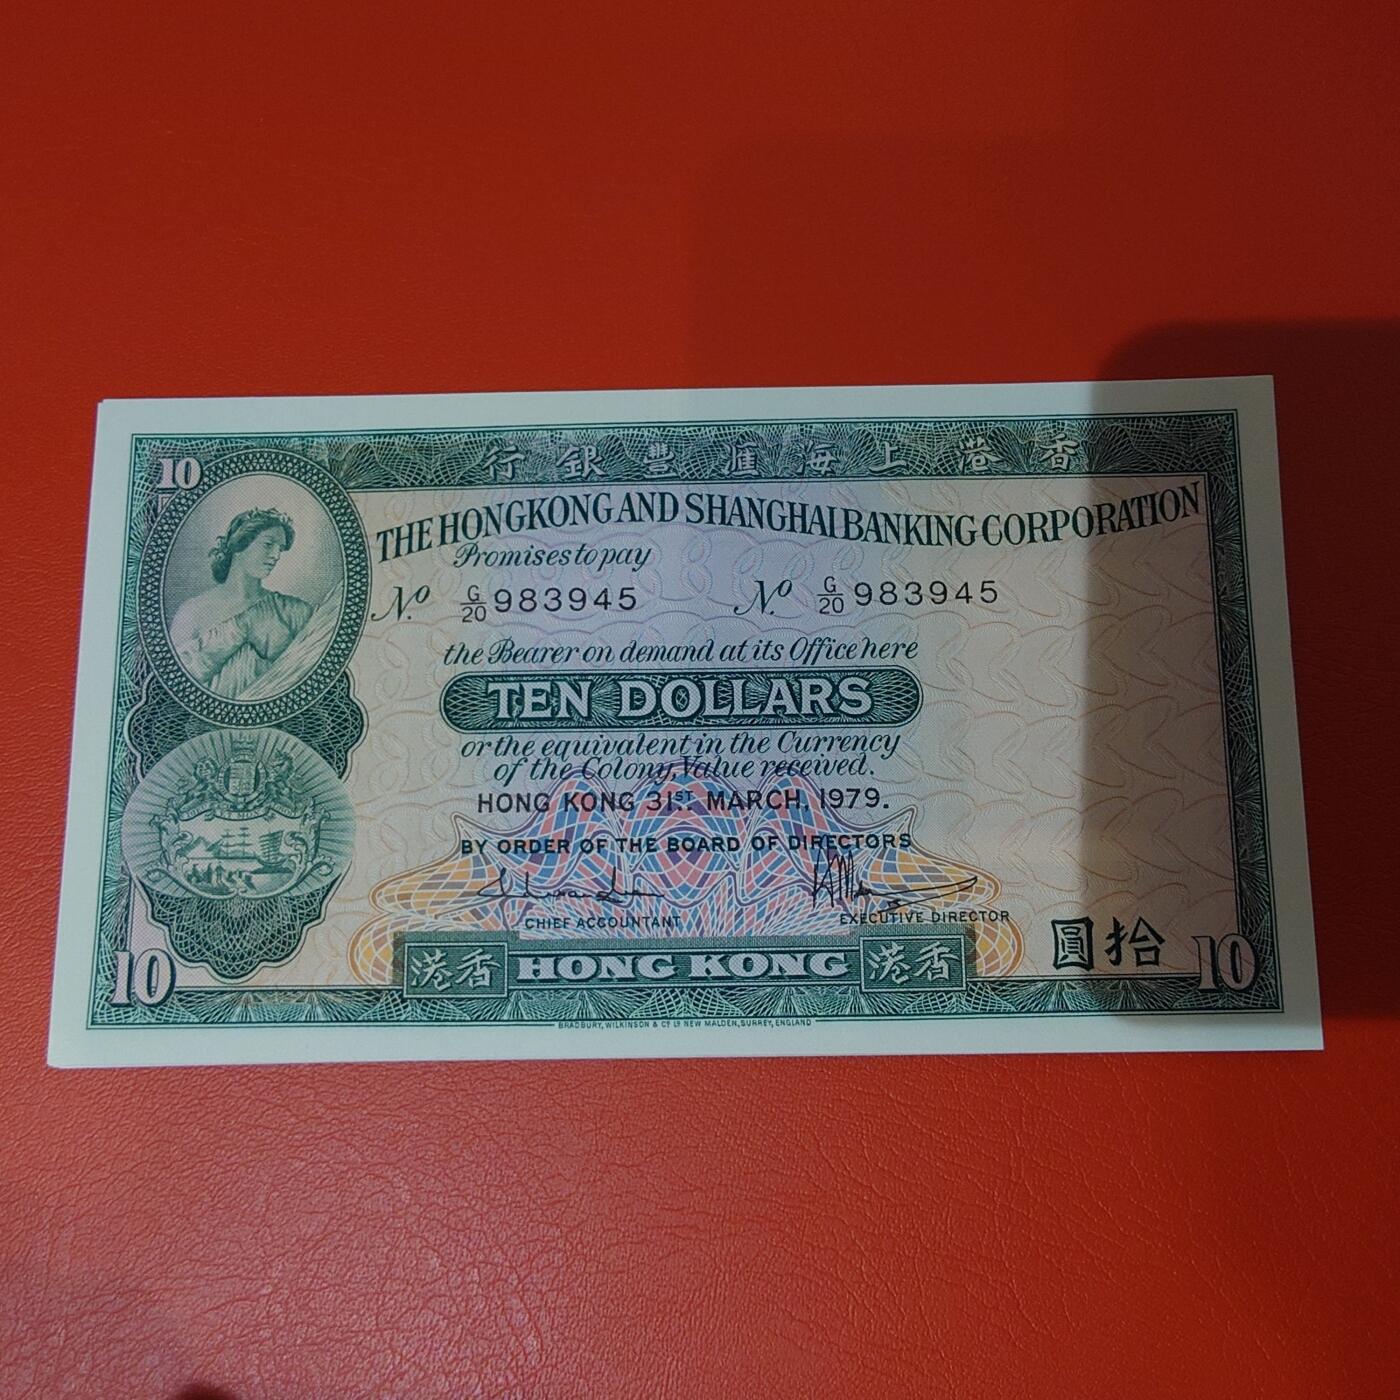 行銀豐滙海上港香
10
THE HONGKONG AND SHANGHAI BANKING CORPORATION
Promises to pay
No. G/20 983945 No. G/20 983945
the Bearer on demand at its Office here
TEN DOLLARS
or the equivalent in the Currency
of the Colony, Value received.
HONG KONG 31ST MARCH, 1979.
BY ORDER OF THE BOARD OF DIRECTORS
CHIEF ACCOUNTANT EXECUTIVE DIRECTOR
圓拾
10 港香 HONG KONG 港香 10
BRADBURY, WILKINSON & Co Ld NEW MALDEN, SURREY, ENGLAND